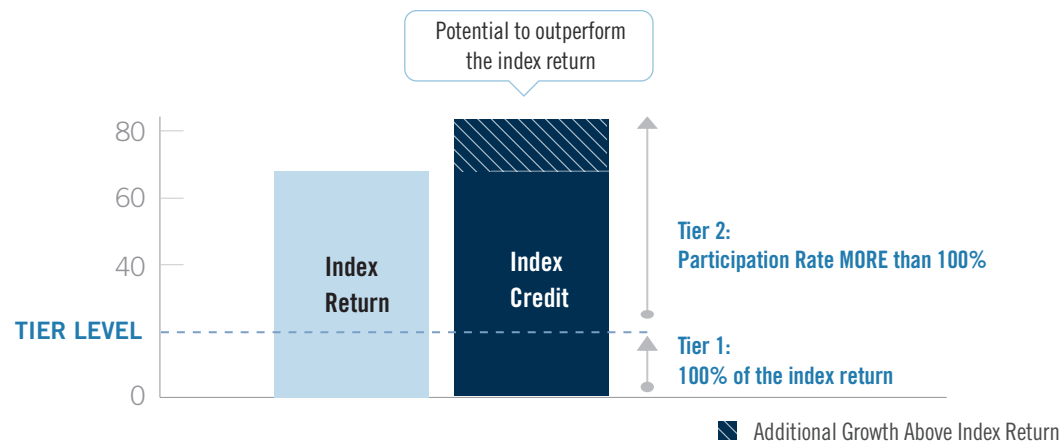 Potential to outperform
the index return
80
60
40
TIER LEVEL
0
Index
Return
Index
Credit
Tier 2:
Participation Rate MORE than 100%
Tier 1:
100% of the index return
Additional Growth Above Index Return